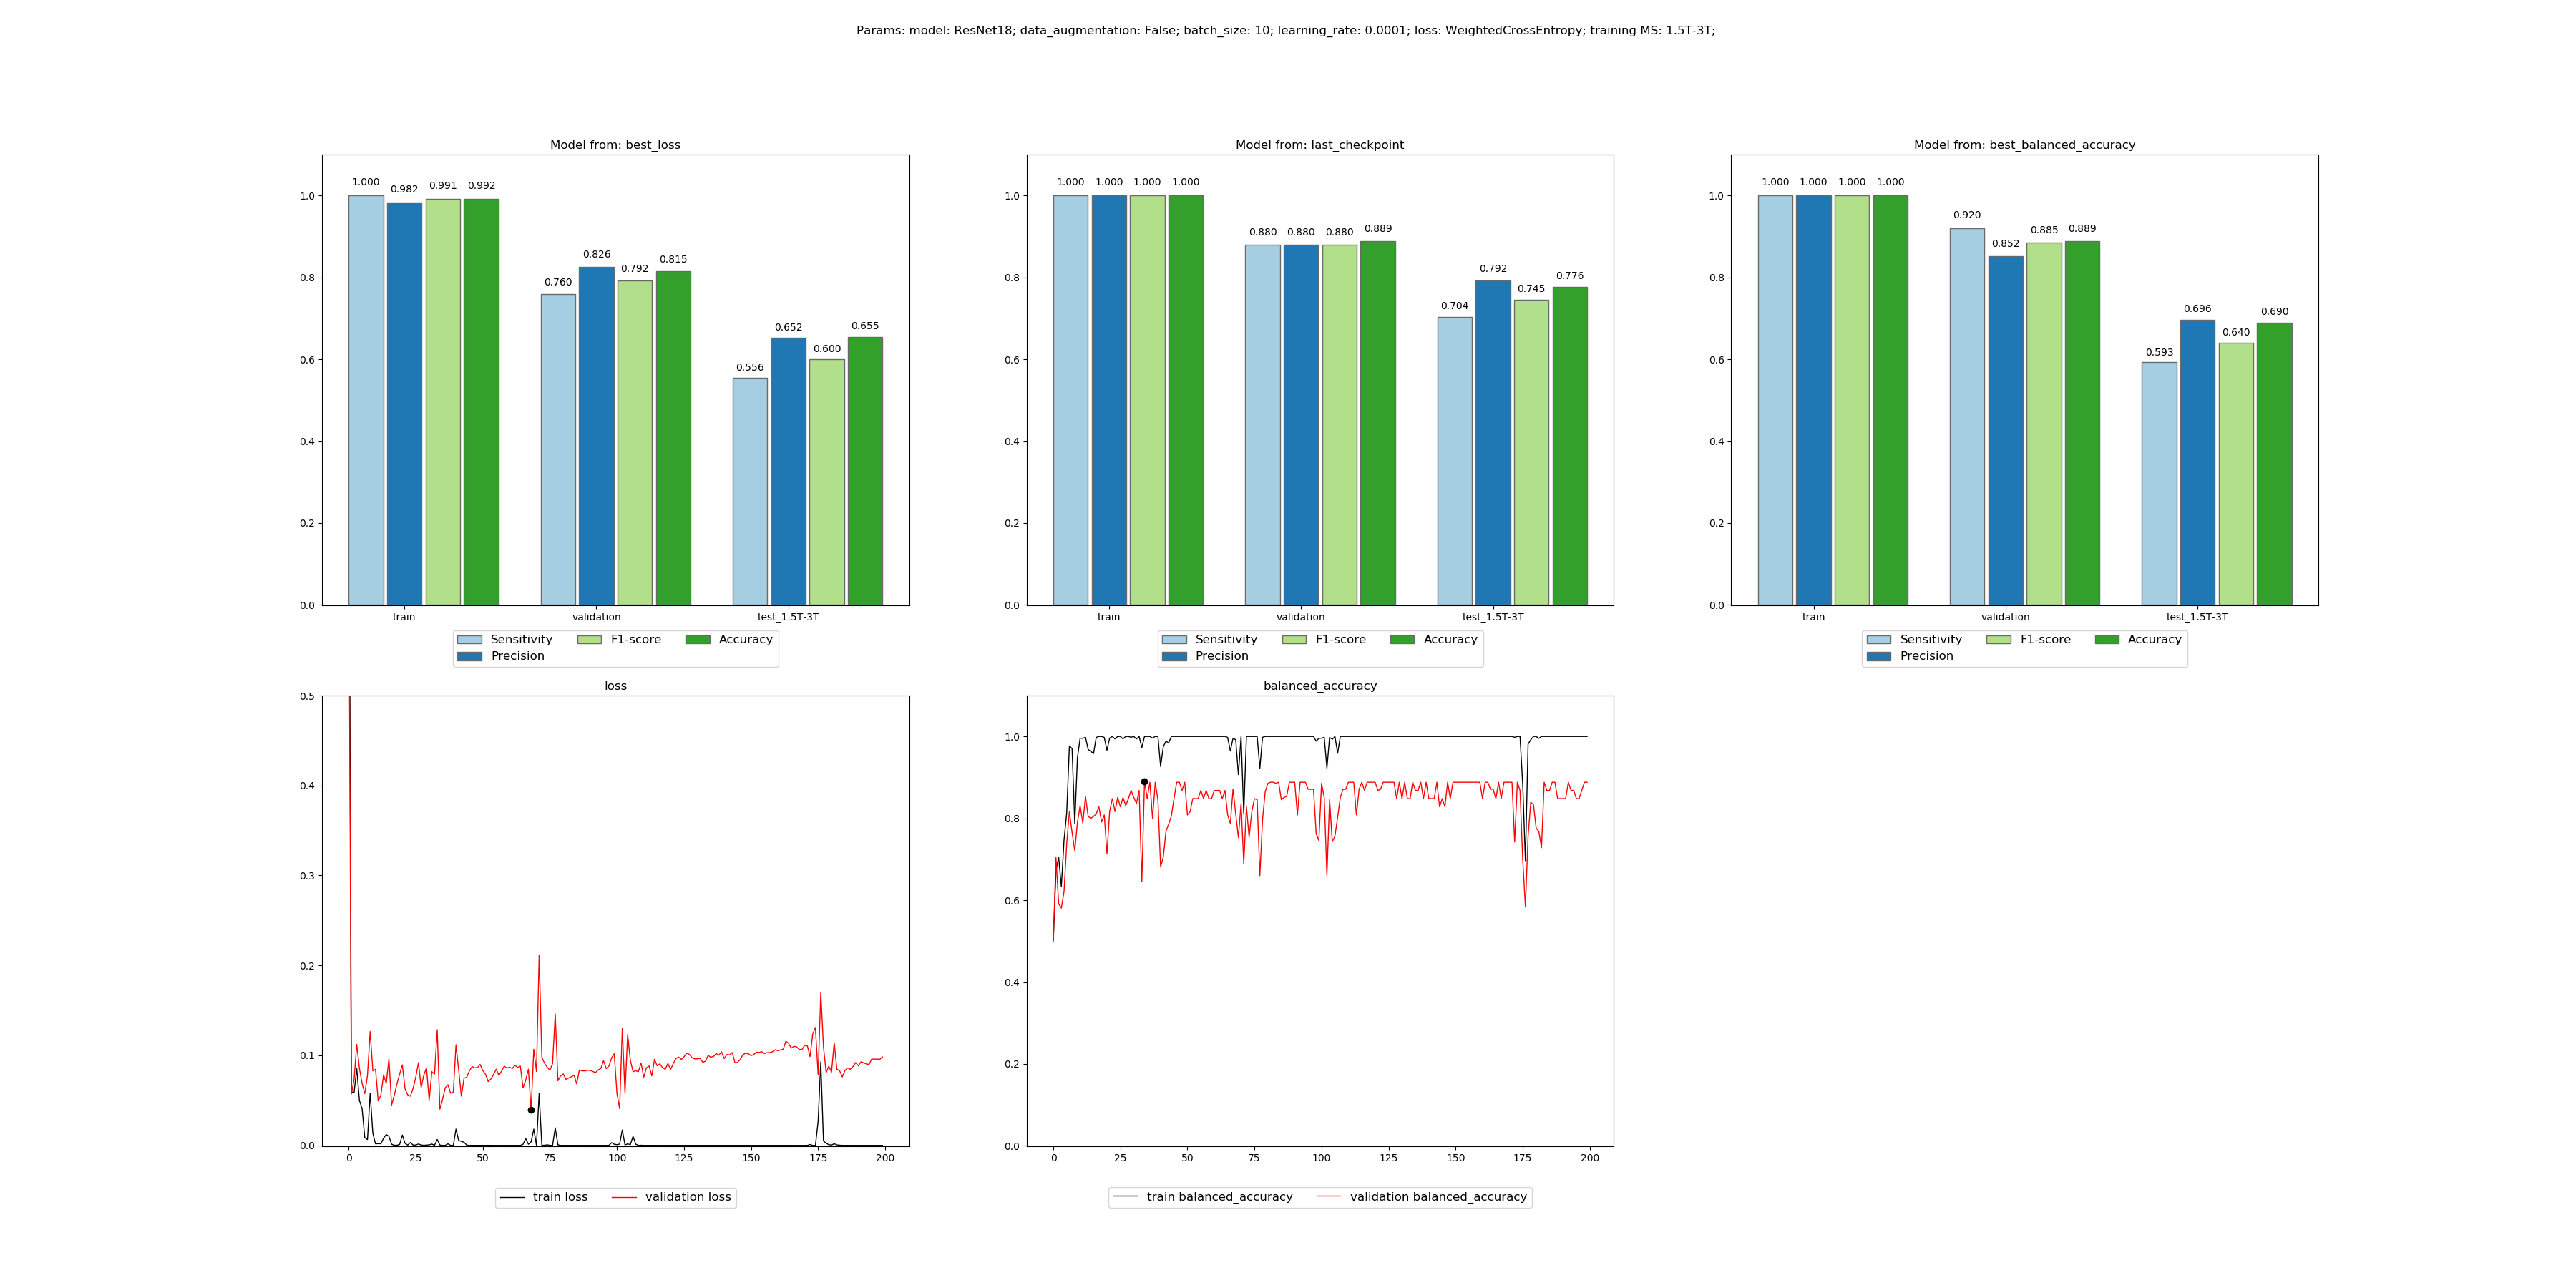 Params: model: ResNet18; data_augmentation: False; batch_size: 10; learning_rate: 0.0001; loss: WeightedCrossEntropy; training MS: 1.5T-3T;
Model from: best_loss
1.000 0.982 0.991 0.992
0.760 0.826 0.792 0.815
0.556 0.652 0.600 0.655
1.0
0.8
0.6
0.4
0.2
0.0
train validation test_1.5T-3T
Sensitivity F1-score Accuracy
Precision
Model from: last_checkpoint
1.000 1.000 1.000 1.000
0.880 0.880 0.880 0.889
0.704 0.792 0.745 0.776
1.0
0.8
0.6
0.4
0.2
0.0
train validation test_1.5T-3T
Sensitivity F1-score Accuracy
Precision
Model from: best_balanced_accuracy
1.000 1.000 1.000 1.000
0.920 0.852 0.885 0.889
0.593 0.696 0.640 0.690
1.0
0.8
0.6
0.4
0.2
0.0
train validation test_1.5T-3T
Sensitivity F1-score Accuracy
Precision
loss
0.5
0.4
0.3
0.2
0.1
0.0
0 25 50 75 100 125 150 175 200
train loss validation loss
balanced_accuracy
1.0
0.8
0.6
0.4
0.2
0.0
0 25 50 75 100 125 150 175 200
train balanced_accuracy validation balanced_accuracy